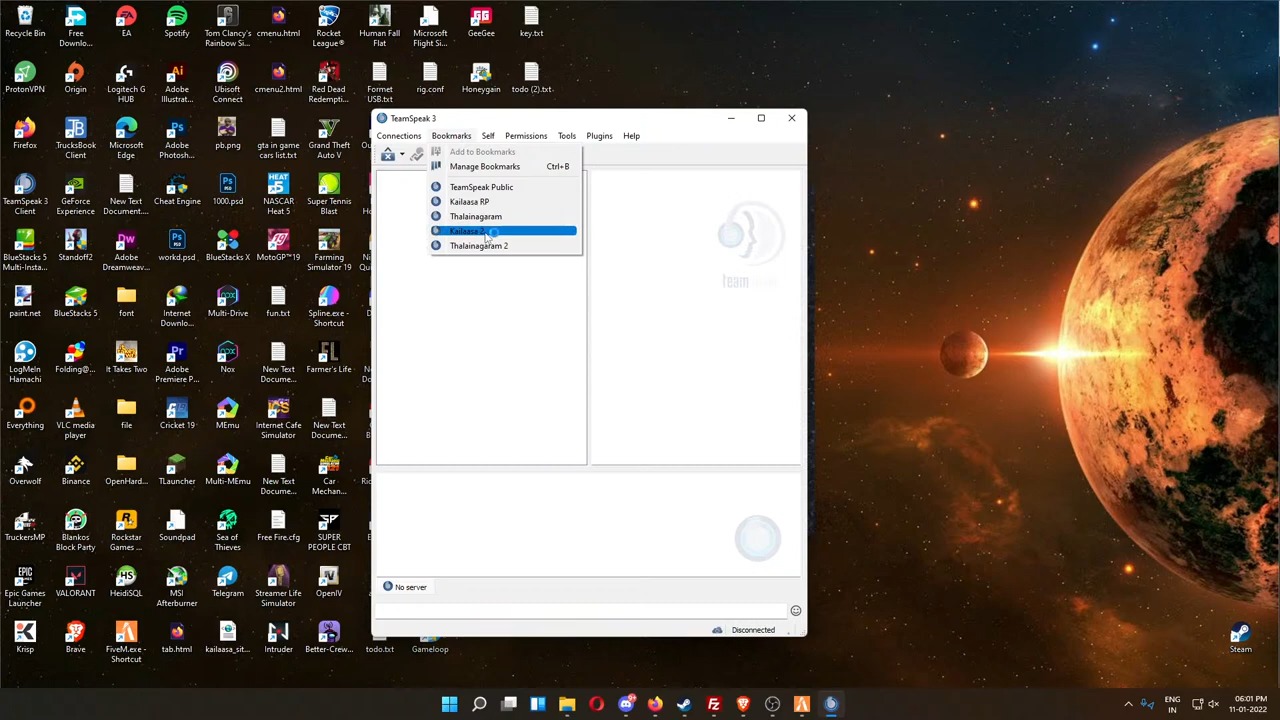 Recycle Bin
Free Downlo...
EA
Spotify
Tom Clancy's Rainbow Si...
cmenu.html
Rocket League®
Human Fall Flat
Microsoft Flight Si...
GeeGee
key.txt
ProtonVPN
Origin
Logitech G HUB
Adobe Illustrat...
Ubisoft Connect
cmenu2.html
Red Dead Redempti...
Formet USB.txt
rig.conf
Honeygain
todo (2).txt
Firefox
TrucksBook Client
Microsoft Edge
Adobe Photosh...
pb.png
gta in game cars list.txt
Grand Theft Auto V
TeamSpeak 3 Client
GeForce Experience
New Text Document...
Cheat Engine
1000.psd
NASCAR Heat 5
Super Tennis Blast
BlueStacks 5 Multi-Insta...
Standoff2
Adobe Dreamweav...
workd.psd
BlueStacks X
MotoGP™19
Farming Simulator 19
paint.net
BlueStacks 5
font
Internet Downlo...
Multi-Drive
fun.txt
Spline.exe - Shortcut
LogMeIn Hamachi
Folding@...
It Takes Two
Adobe Premiere P...
Nox
New Text Docume...
Farmer's Life
Everything
VLC media player
file
Cricket 19
MEmu
Internet Cafe Simulator
New Text Docume...
Overwolf
Binance
OpenHard...
TLauncher
Multi-MEmu
New Text Docume...
Car Mechan...
TruckersMP
Blankos Block Party
Rockstar Games ...
Soundpad
Sea of Thieves
Free Fire.cfg
SUPER PEOPLE CBT
Epic Games Launcher
VALORANT
HeidiSQL
MSI Afterburner
Telegram
Streamer Life Simulator
OpenIV
Krisp
Brave
FiveM.exe - Shortcut
tab.html
kailaasa_sit...
Intruder
Better-Crew...
todo.txt
Gameloop
TeamSpeak 3
Connections
Bookmarks
Self
Permissions
Tools
Plugins
Help
Add to Bookmarks
Manage Bookmarks Ctrl+B
TeamSpeak Public
Kailaasa RP
Thalainagaram
Kailaasa 2
Thalainagaram 2
No server
Disconnected
Steam
ENG
IN
06:01 PM
11-01-2022